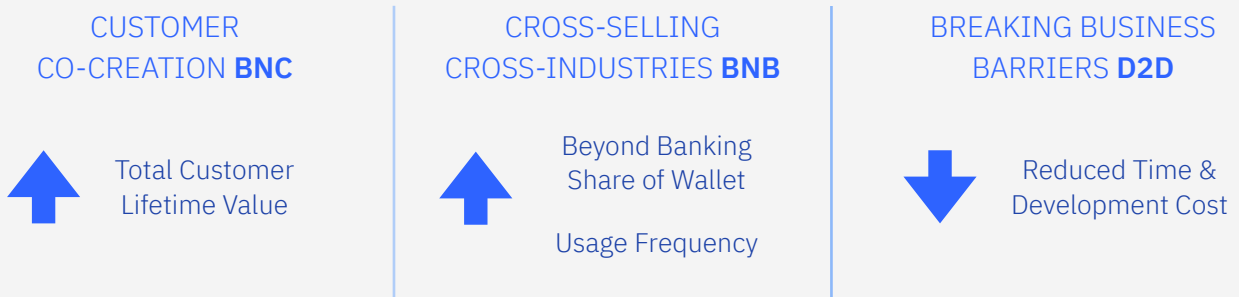 CUSTOMER
CO-CREATION BNC
Total Customer
Lifetime Value
CROSS-SELLING
CROSS-INDUSTRIES BNB
Beyond Banking
Share of Wallet
Usage Frequency
BREAKING BUSINESS
BARRIERS D2D
Reduced Time &
Development Cost